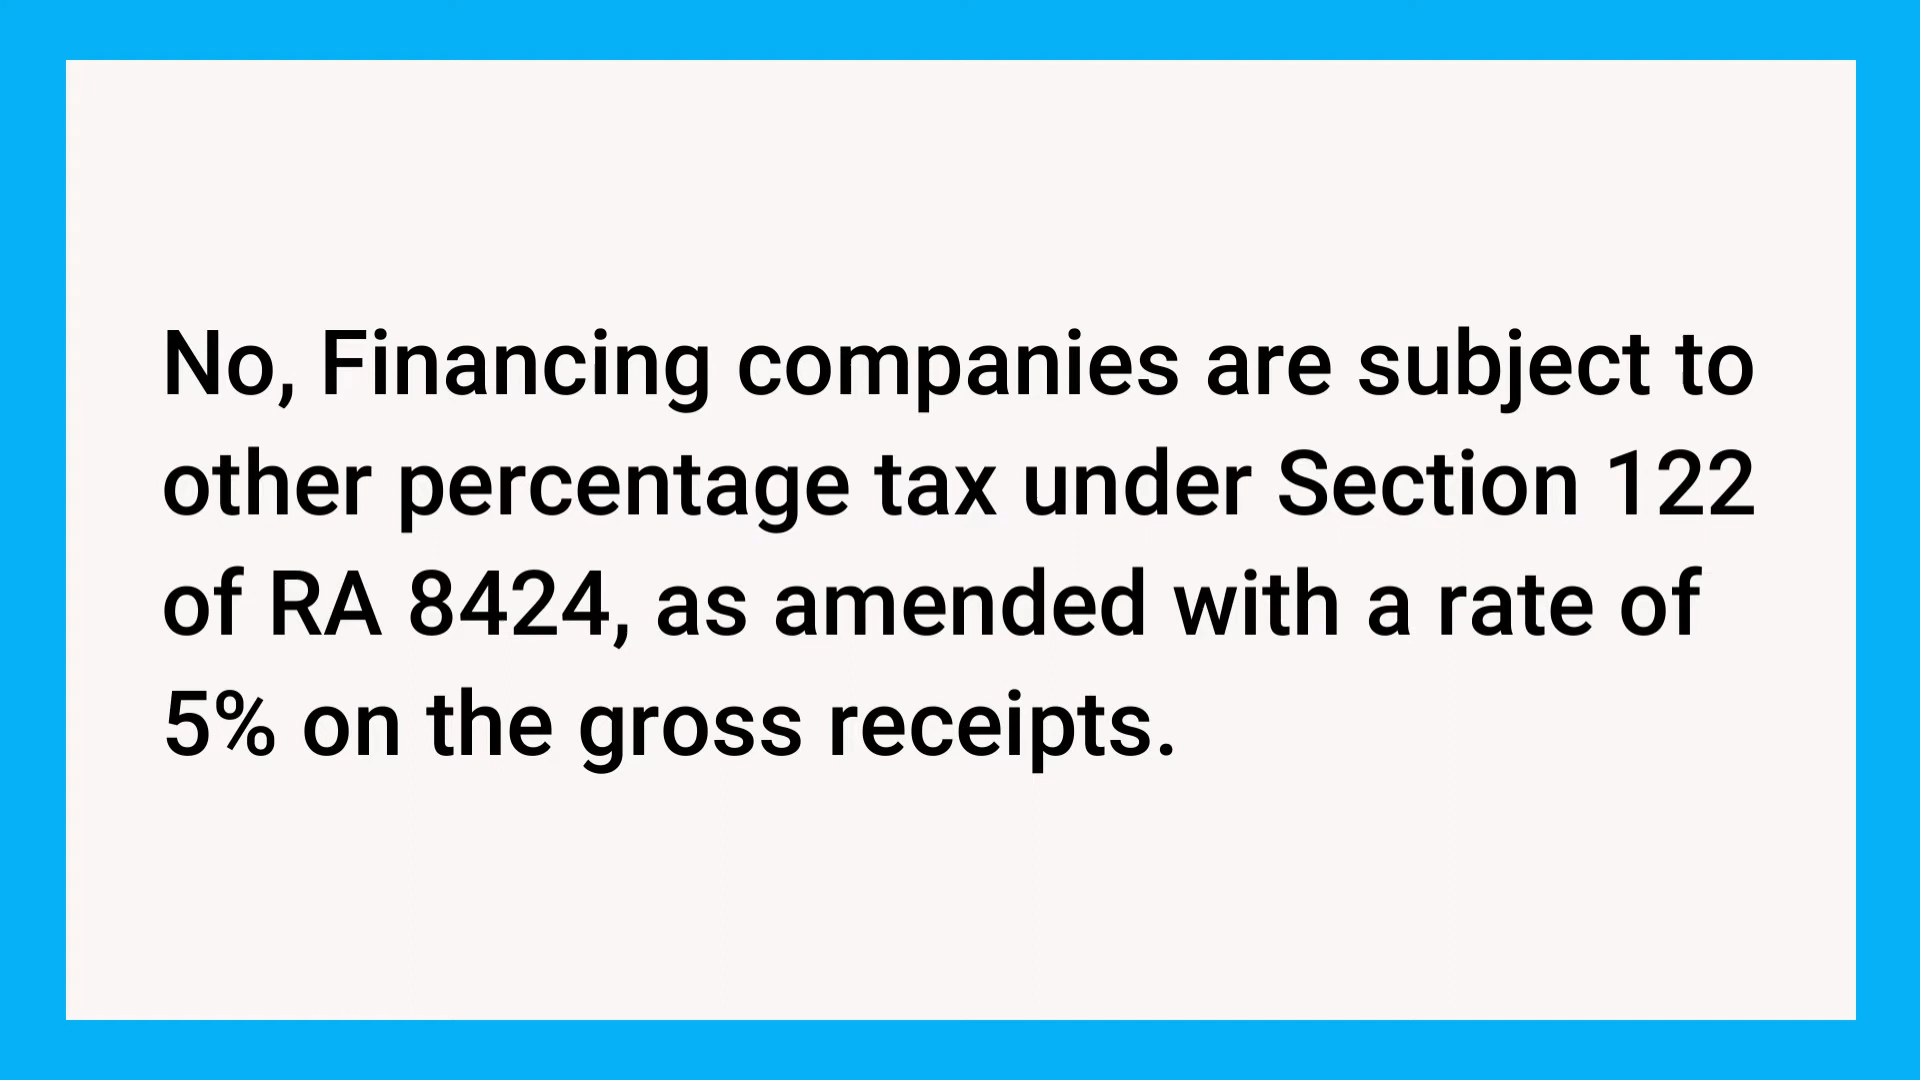 No, Financing companies are subject to
other percentage tax under Section 122
of RA 8424, as amended with a rate of
5% on the gross receipts.